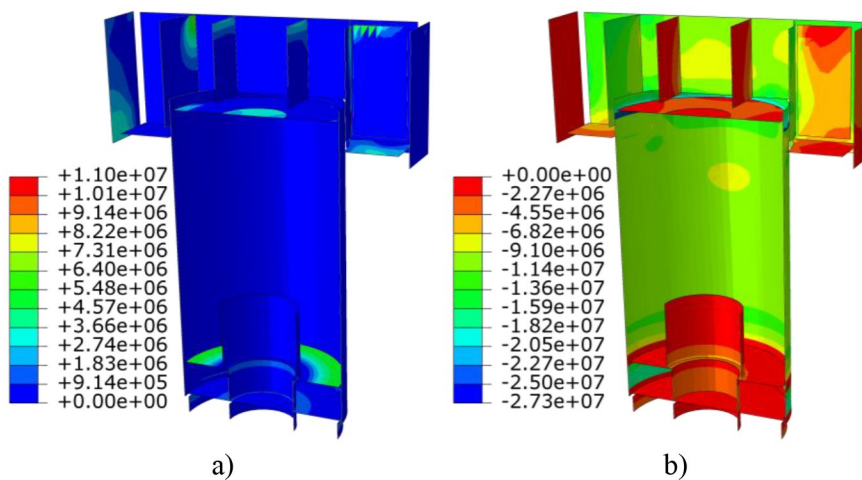 +1.10e+07
+1.01e+07
+9.14e+06
+8.22e+06
+7.31e+06
+6.40e+06
+5.48e+06
+4.57e+06
+3.66e+06
+2.74e+06
+1.83e+06
+9.14e+05
+0.00e+00
+0.00e+00
-2.27e+06
-4.55e+06
-6.82e+06
-9.10e+06
-1.14e+07
-1.36e+07
-1.59e+07
-1.82e+07
-2.05e+07
-2.27e+07
-2.50e+07
-2.73e+07
a)
b)